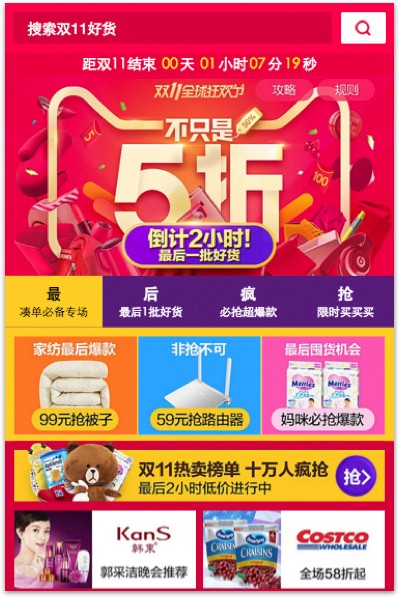 搜索双11好货
距双11结束 00天 01小时07分19秒
双11全球狂欢节
攻略
规则
不只是
50%
5折
100
倒计2小时!
最后一批好货
最
凑单必备专场
后
最后1批好货
疯
必抢超爆款
抢
限时买买买
家纺最后爆款
99元抢被子
非抢不可
59元抢路由器
最后囤货机会
Merries
Merries
妈咪必抢爆款
双11热卖榜单 十万人疯抢
最后2小时低价进行中
抢>
KanS
韩束
郭采洁晚会推荐
CRAISINS
CRAISINS
COSTCO
WHOLESALE
全场58折起